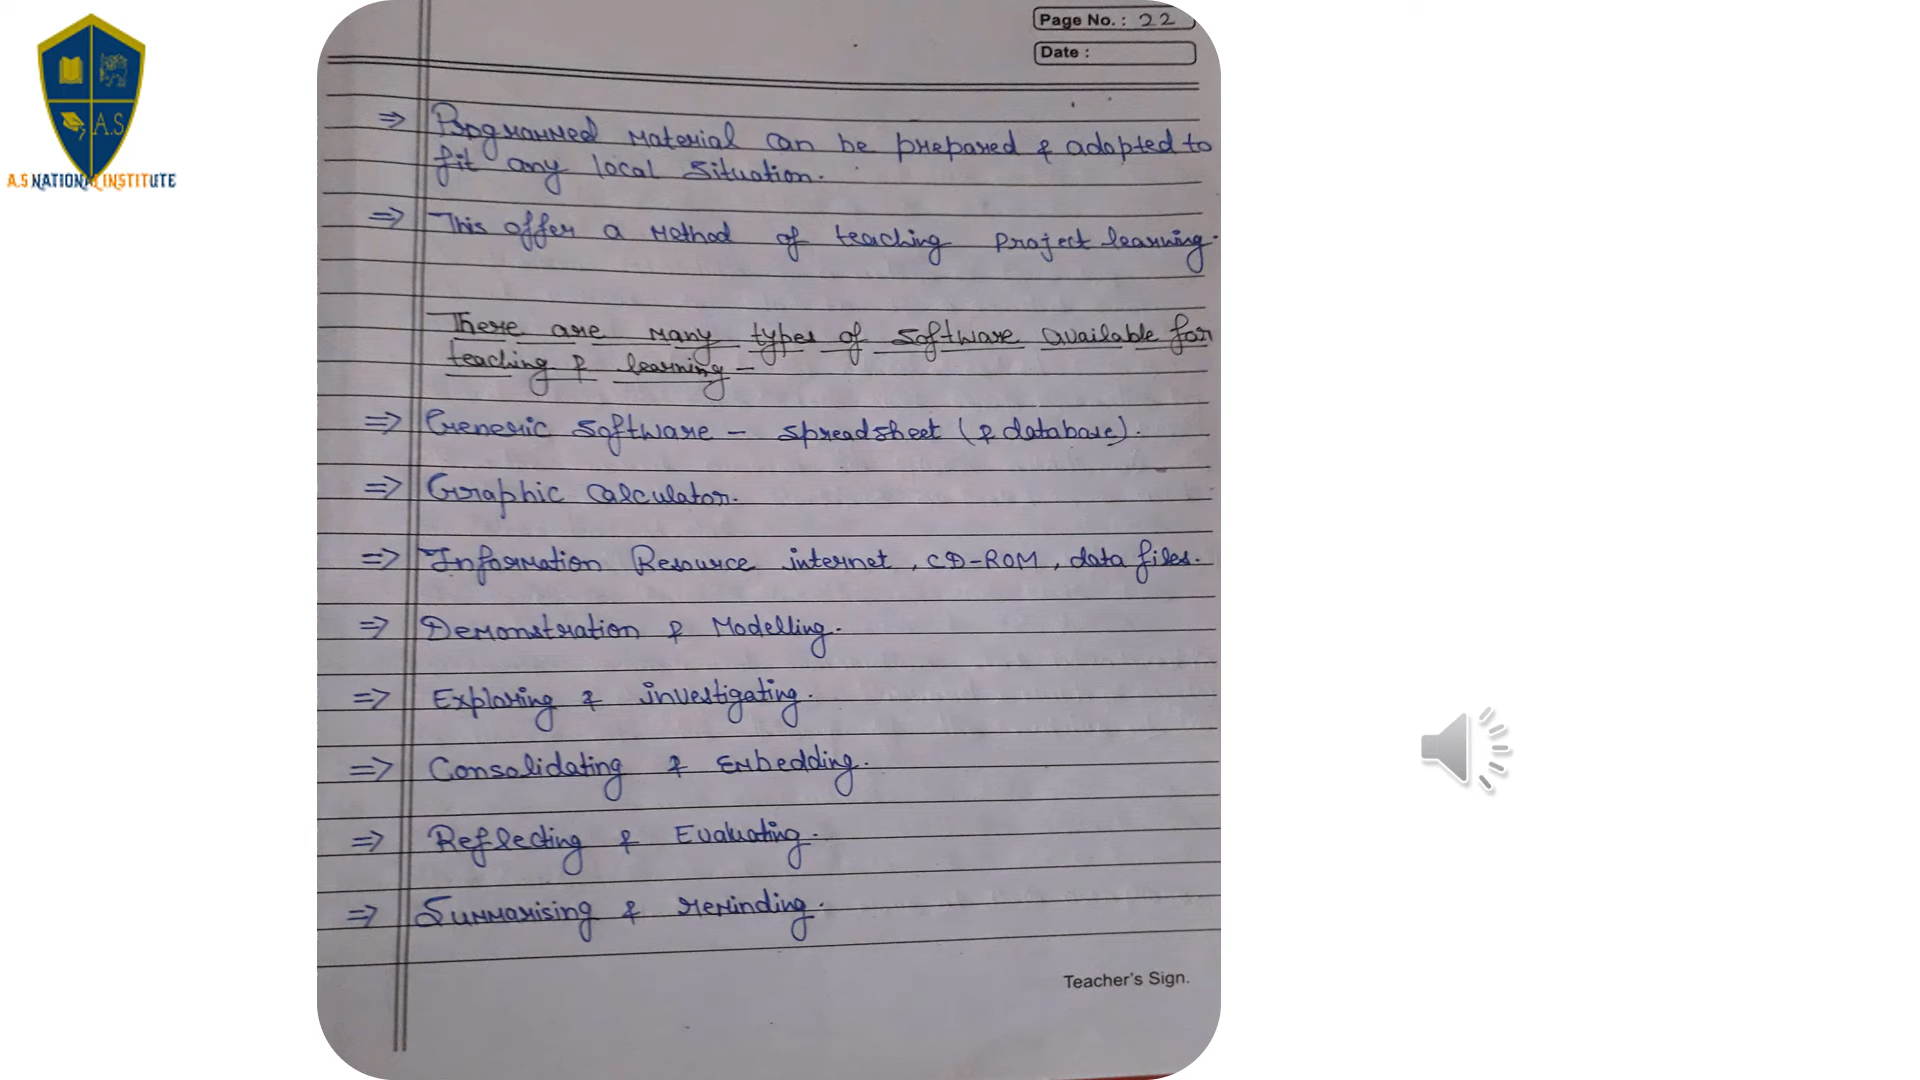 A.S
A.S NATIONAL INSTITUTE
Page No. : 22
Date :
⇒ Programmed material can be prepared & adopted to
fit any local situation.
⇒ This offer a method of teaching project learning.
There are many types of software available for
teaching & learning –
⇒ Generic software – spreadsheet (& database).
⇒ Graphic calculator.
⇒ Information Resource internet, CD-ROM, data files.
⇒ Demonstration & Modelling.
⇒ Exploring & investigating.
⇒ Consolidating & Embedding.
⇒ Reflecting & Evaluating.
⇒ Summarising & reminding.
Teacher's Sign.